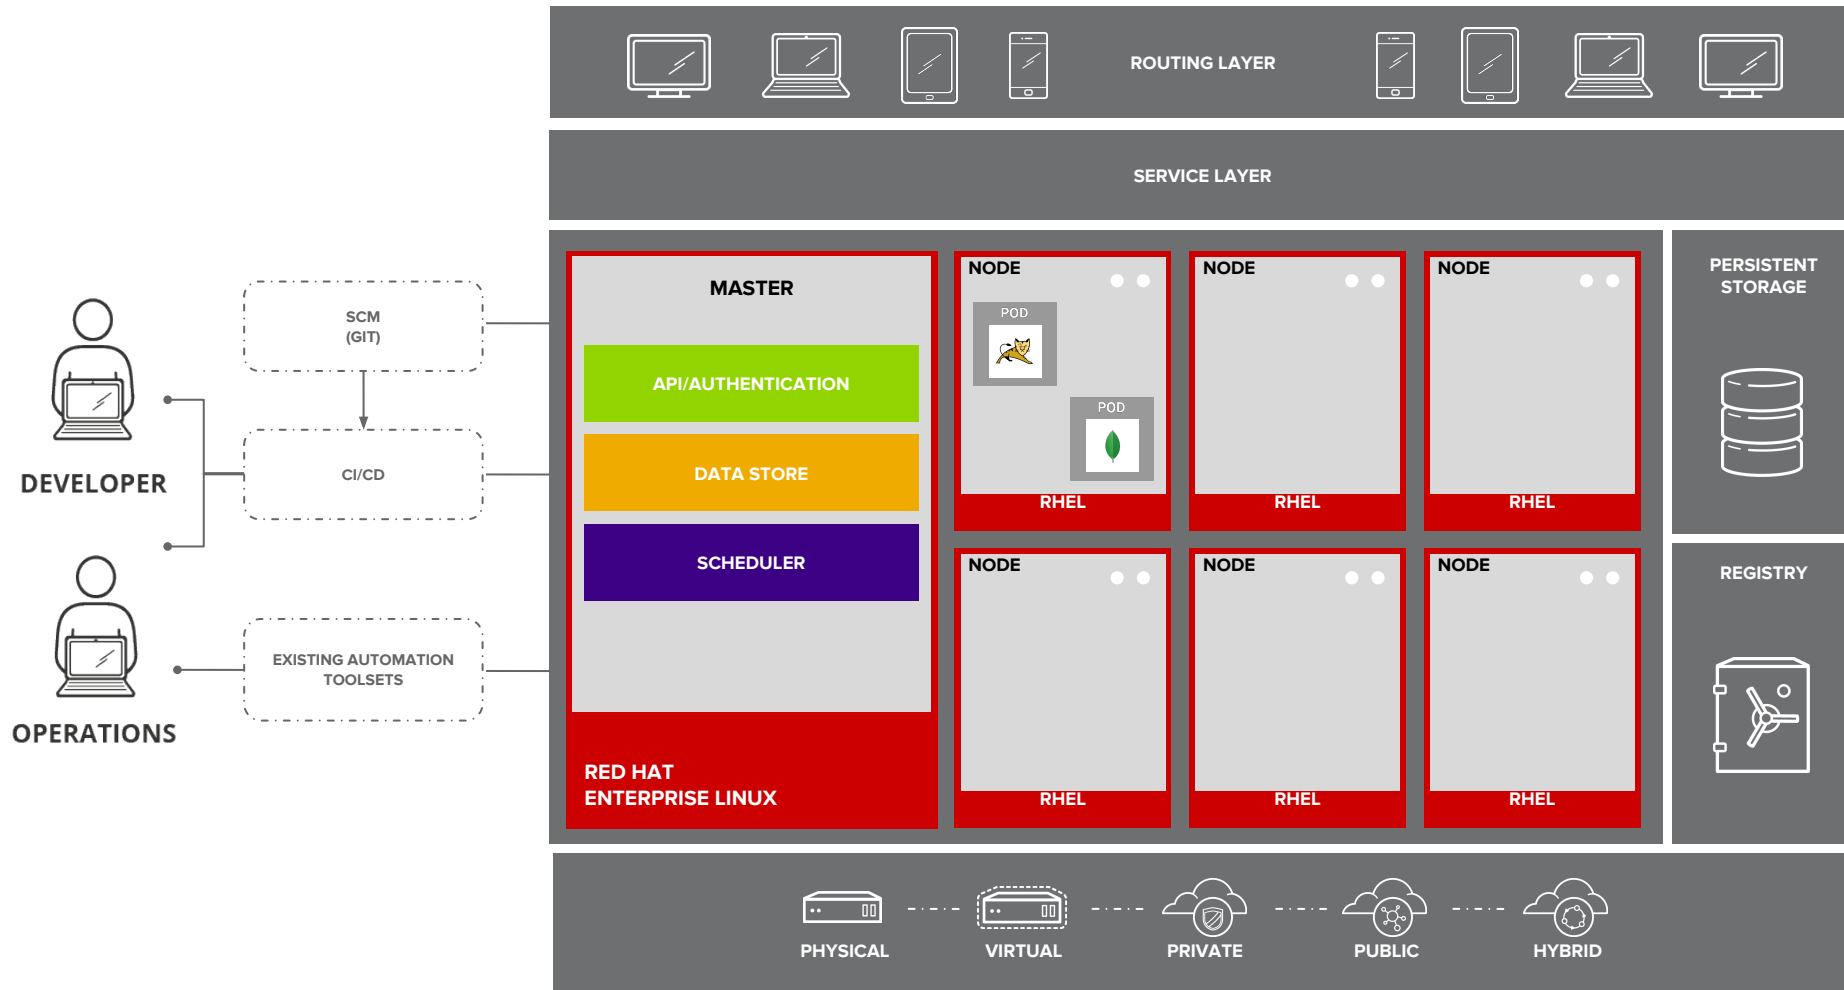 ROUTING LAYER
SERVICE LAYER
DEVELOPER
OPERATIONS
SCM
(GIT)
CI/CD
EXISTING AUTOMATION
TOOLSETS
MASTER
API/AUTHENTICATION
DATA STORE
SCHEDULER
RED HAT
ENTERPRISE LINUX
NODE
POD
POD
RHEL
NODE
RHEL
NODE
RHEL
NODE
RHEL
NODE
RHEL
NODE
RHEL
PERSISTENT
STORAGE
REGISTRY
PHYSICAL
VIRTUAL
PRIVATE
PUBLIC
HYBRID